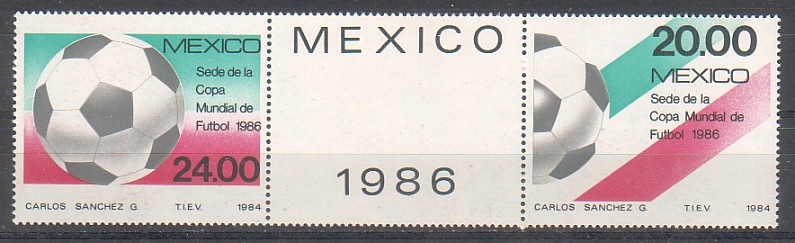 MEXICO
Sede de la
Copa
Mundial de
Futbol 1986
24.00
CARLOS SANCHEZ G. T.I.E.V. 1984
MEXICO
1986
20.00
MEXICO
Sede de la
Copa Mundial de
Futbol 1986
CARLOS SANCHEZ G. T.I.E.V. 1984